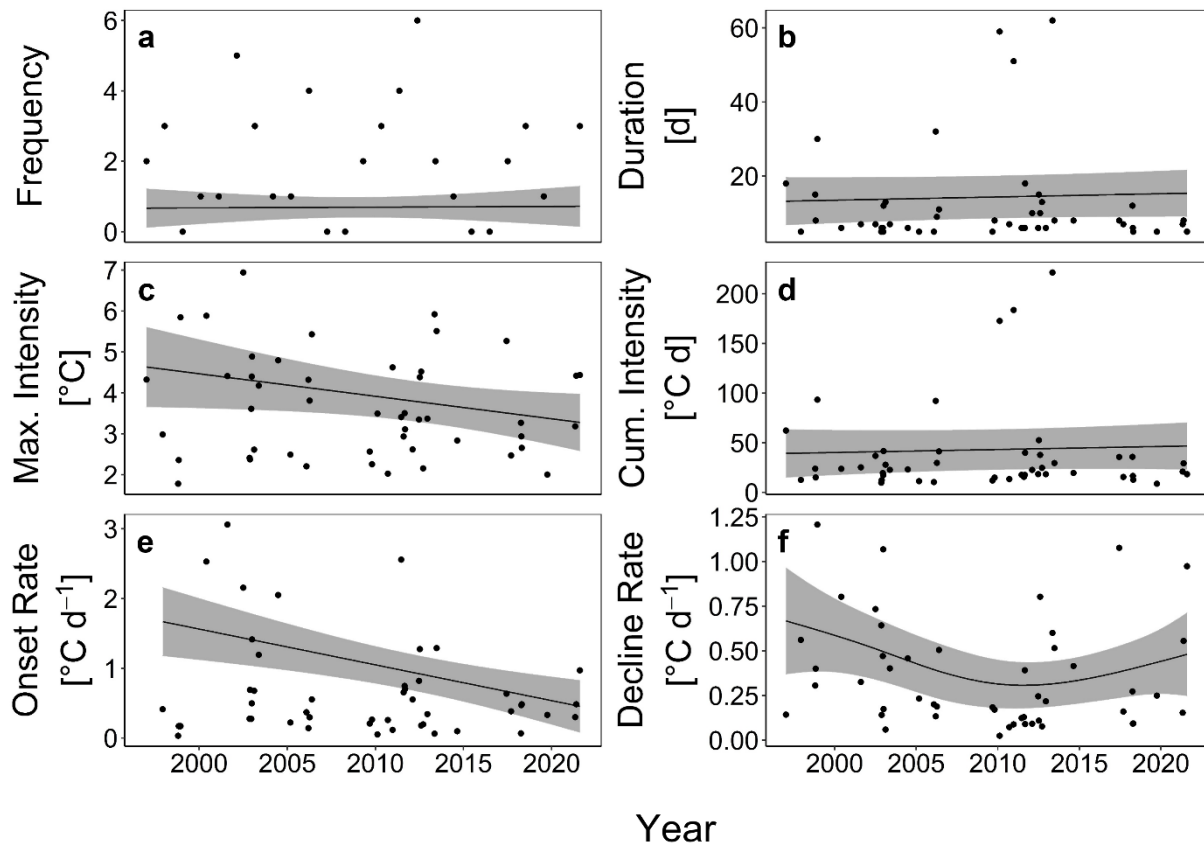 a
Frequency
6
4
2
0
b
Duration
[d]
60
40
20
c
Max. Intensity
[°C]
7
6
5
4
3
2
d
Cum. Intensity
[°C d]
200
150
100
50
0
e
Onset Rate
[°C d⁻¹]
3
2
1
0
f
Decline Rate
[°C d⁻¹]
1.25
1.00
0.75
0.50
0.25
0.00
2000 2005 2010 2015 2020
2000 2005 2010 2015 2020
Year